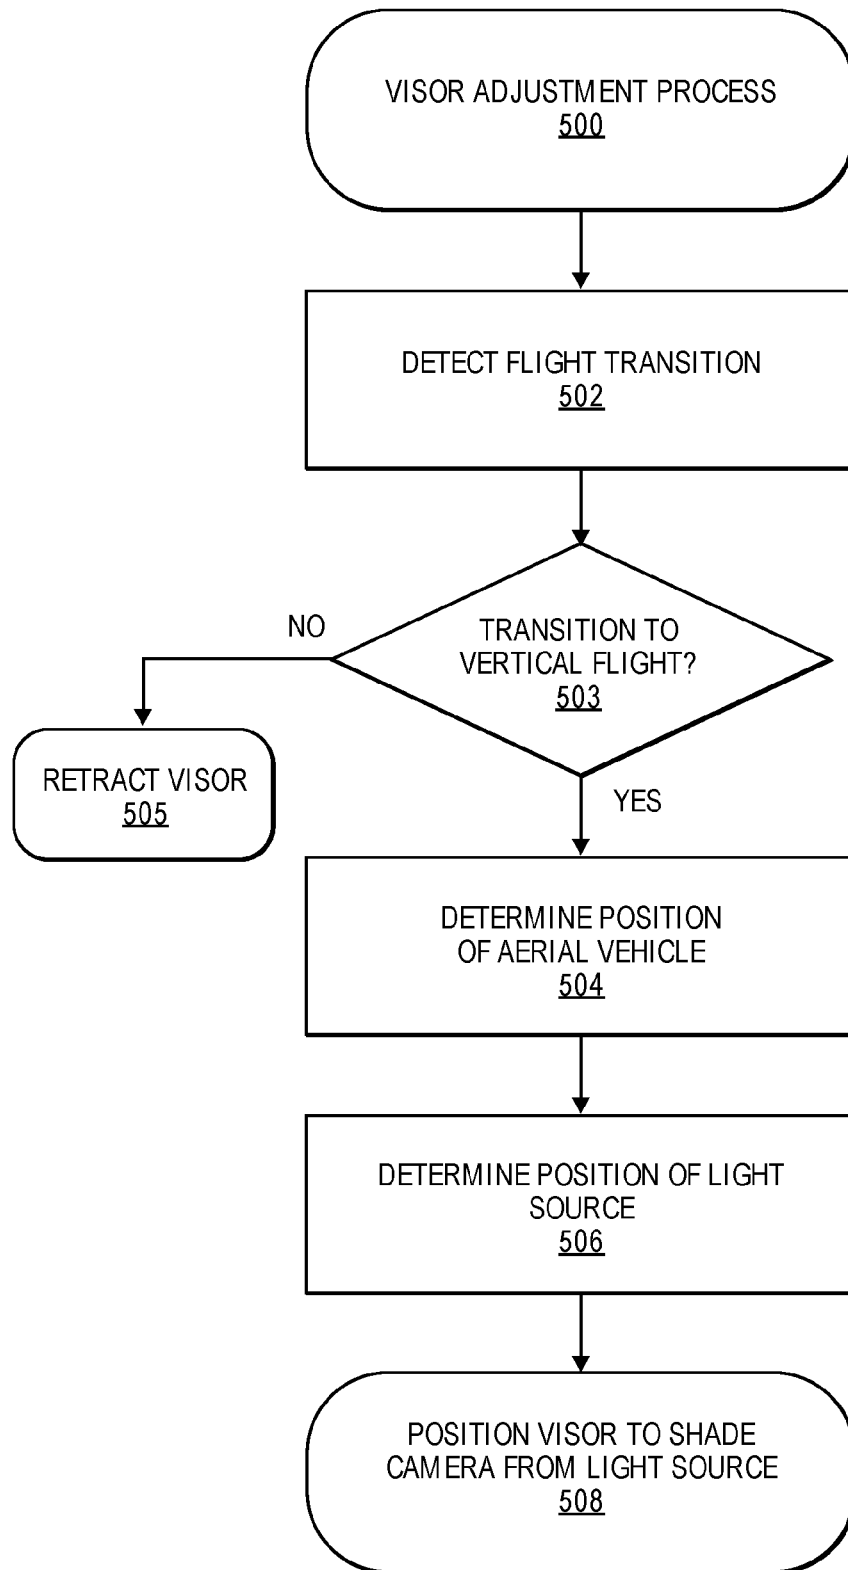 VISOR ADJUSTMENT PROCESS
500
DETECT FLIGHT TRANSITION
502
NO
TRANSITION TO
VERTICAL FLIGHT?
503
RETRACT VISOR
505
YES
DETERMINE POSITION
OF AERIAL VEHICLE
504
DETERMINE POSITION OF LIGHT
SOURCE
506
POSITION VISOR TO SHADE
CAMERA FROM LIGHT SOURCE
508